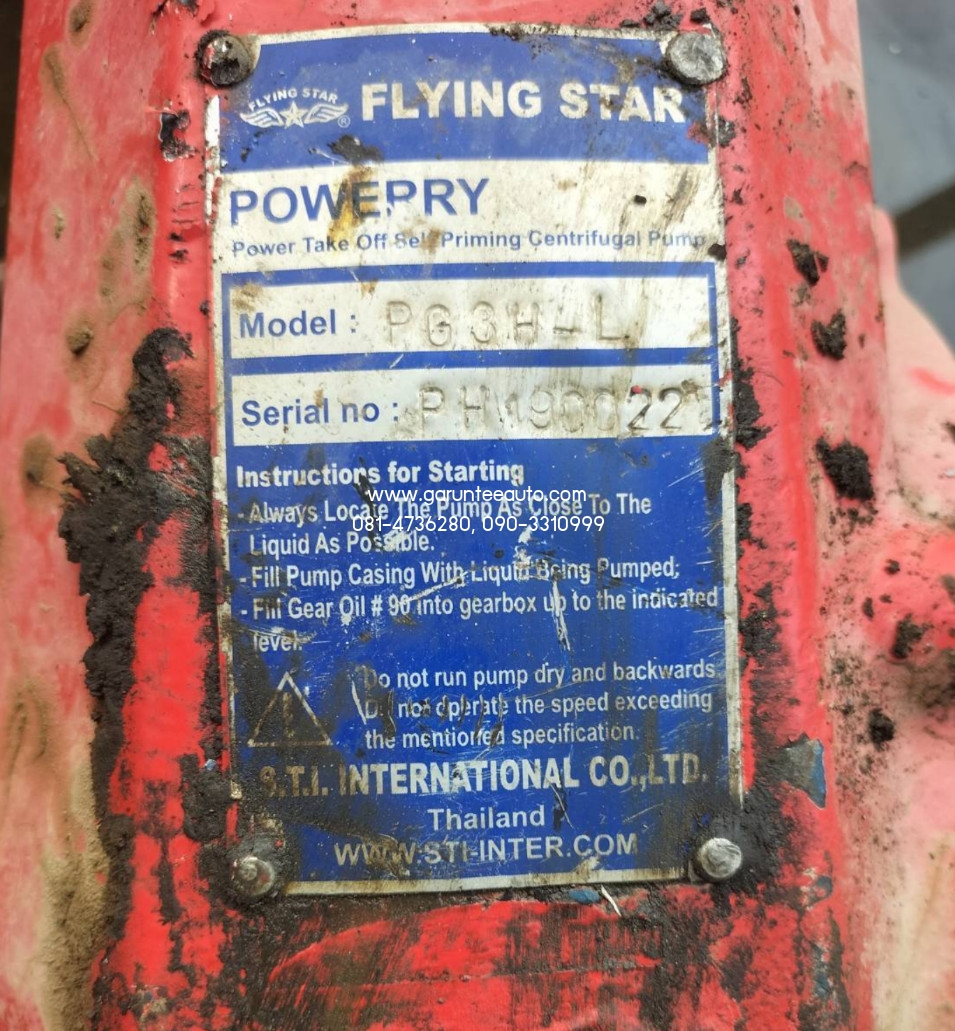 FLYING STAR ® FLYING STAR
POWEPRY
Power Take Off Self Priming Centrifugal Pump
Model : PG3H-L
Serial no : PH190022
Instructions for Starting
www.garunteeauto.com
- Always Locate The Pump As Close To The
081-4736280, 090-3310999
Liquid As Possible.
- Fill Pump Casing With Liquid Being Pumped;
- Fill Gear Oil # 90 into gearbox up to the indicated
level.
Do not run pump dry and backwards.
Do not operate the speed exceeding
the mentioned specification.
S.T.I. INTERNATIONAL CO.,LTD.
Thailand
WWW.STI-INTER.COM